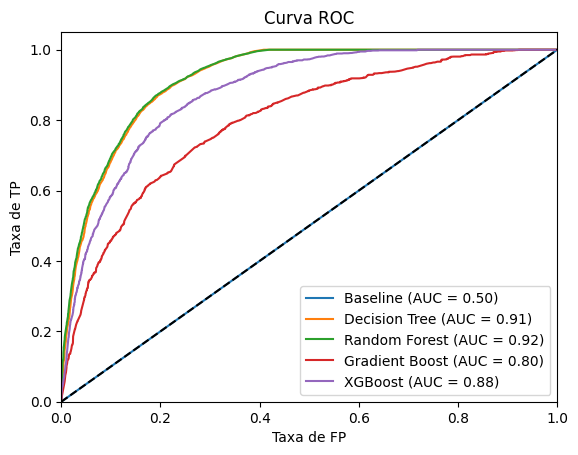 Curva ROC
Taxa de TP
1.0
0.8
0.6
0.4
0.2
0.0
Baseline (AUC = 0.50)
Decision Tree (AUC = 0.91)
Random Forest (AUC = 0.92)
Gradient Boost (AUC = 0.80)
XGBoost (AUC = 0.88)
0.0 0.2 0.4 0.6 0.8 1.0
Taxa de FP